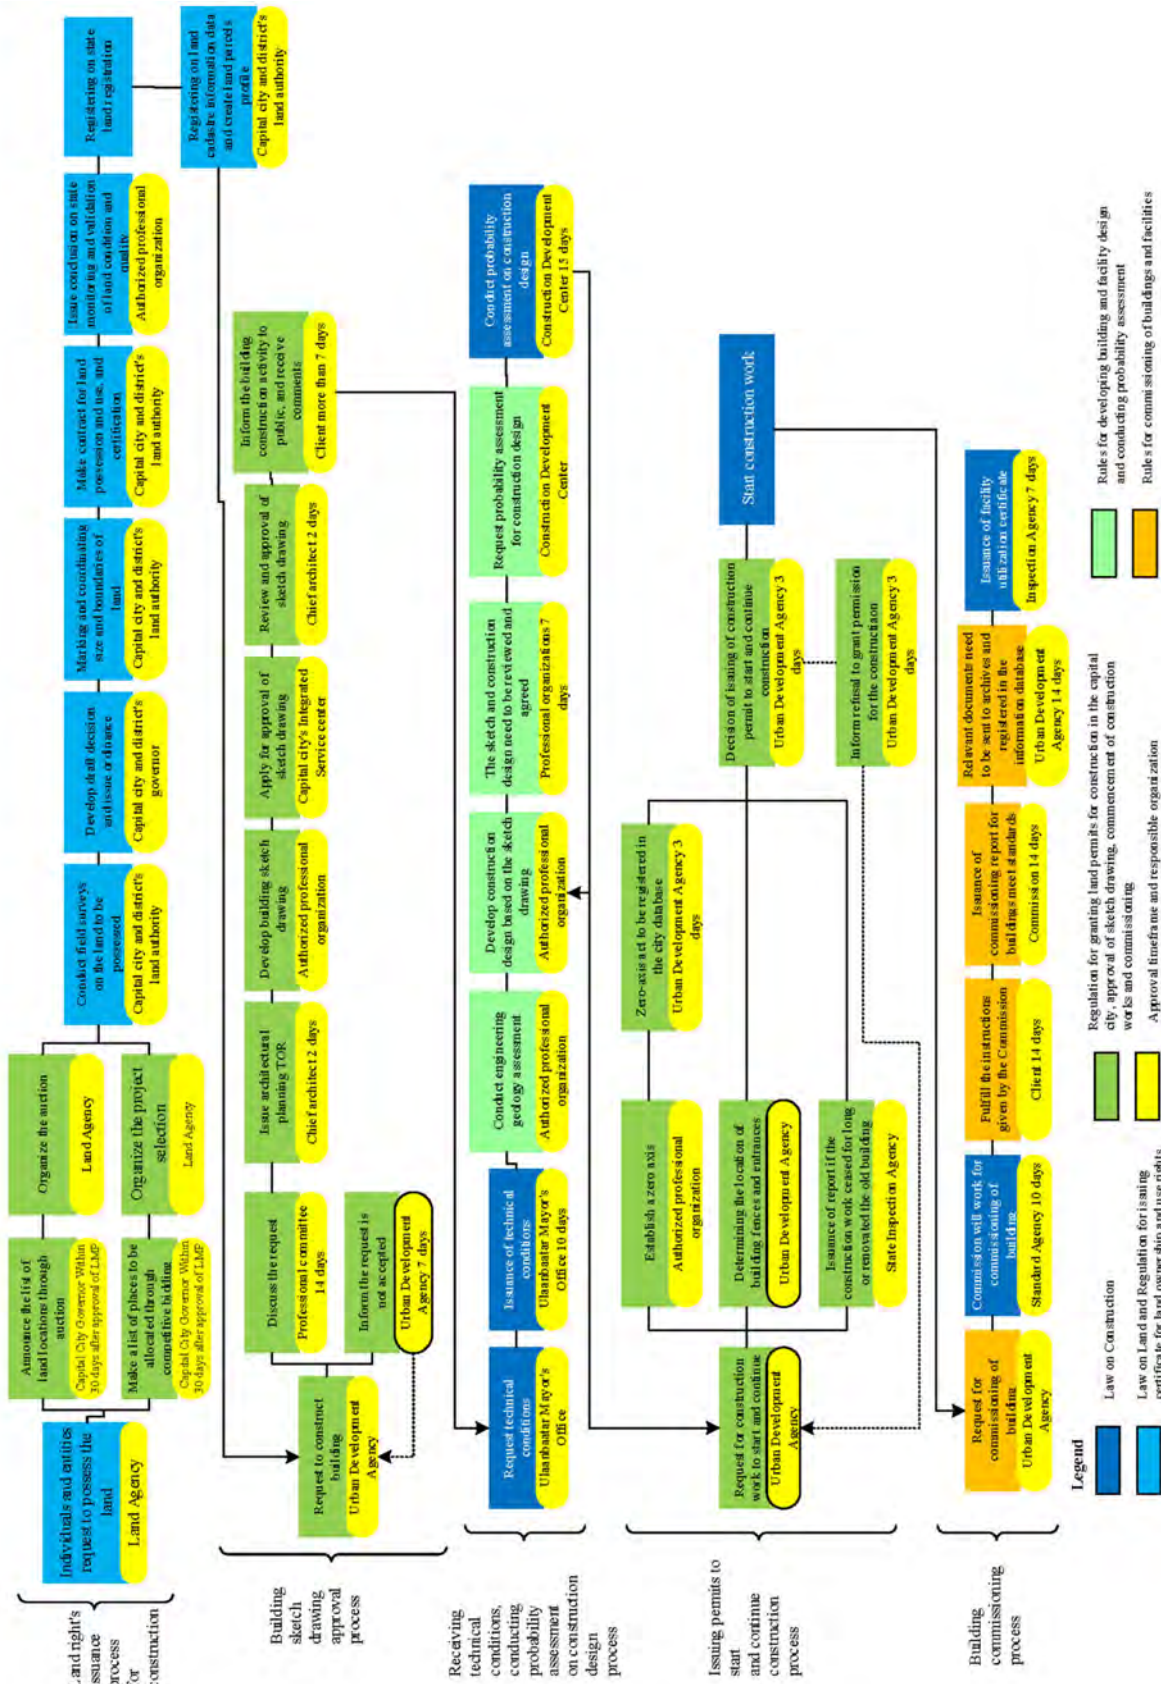 Land right's
issuance
process
for
construction
Individuals and entities
request to possess the
land
Land Agency
Announce the list of
land locations through
auction
Capital City Governor Within
30 days after approval of LMP
Make a list of places to be
allocated through
competitive bidding
Capital City Governor Within
30 days after approval of LMP
Organize the auction
Land Agency
Organize the project
selection
Land Agency
Conduct field surveys
on the land to be
possessed
Capital city and district's
land authority
Develop draft decision
and issue ordinance
Capital city and district's
governor
Marking and coordinating
size and boundaries of
land
Capital city and district's
land authority
Make contract for land
possession and use, and
certification
Capital city and district's
land authority
Issue conclusion on state
monitoring and validation
of land condition and
quality
Authorized professional
organization
Registering on state
land registration
Registering on land
cadastre information data
and create land parcels
profile
Capital city and district's
land authority
Building
sketch
drawing
approval
process
Request to construct
building
Urban Development
Agency
Discuss the request
Professional committee
14 days
Inform the request is
not accepted
Urban Development
Agency 7 days
Issue architectural
planning TOR
Chief architect 2 days
Develop building sketch
drawing
Authorized professional
organization
Apply for approval of
sketch drawing
Capital city's Integrated
Service center
Review and approval of
sketch drawing
Chief architect 2 days
Inform the building
construction activity to
public, and receive
comments
Client more than 7 days
Receiving
technical
conditions,
conducting
probability
assessment
on construction
design
process
Request technical
conditions
Ulaanbaatar Mayor's
Office
Issuance of technical
conditions
Ulaanbaatar Mayor's
Office 10 days
Conduct engineering
geology assessment
Authorized professional
organization
Develop construction
design based on the sketch
drawing
Authorized professional
organization
The sketch and construction
design need to be reviewed and
agreed
Professional organizations 7
days
Request probability assessment
for construction design
Construction Development
Center
Conduct probability
assessment on construction
design
Construction Development
Center 15 days
Issuing permits to
start
and continue
construction
process
Request for construction
work to start and continue
Urban Development
Agency
Establish a zero axis
Authorized professional
organization
Determining the location of
building fences and entrances
Urban Development Agency
Issuance of report if the
construction work ceased for long
or renovated the old building
State Inspection Agency
Zero-axis act to be registered in
the city database
Urban Development Agency 3
days
Decision of issuing of construction
permit to start and continue
construction
Urban Development Agency 3
days
Inform refusal to grant permission
for the constructiaon
Urban Development Agency 3
days
Start construction work
Building
commissioning
process
Request for
commissioning of
building
Urban Development
Agency
Commission will work for
commissioning of
building
Standard Agency 10 days
Fulfill the instructions
given by the Commission
Client 14 days
Issuance of
commissioning report for
buildings meet standards
Commission 14 days
Relavant documents need
to be sent to archives and
registered in the
information database
Urban Development
Agency 14 days
Issuance of facility
utilization certificate
Inspection Agency 7 days
Legend
Law on Construction
Law on Land and Regulation for issuing
certificate for land ownership and use rights
Regulation for granting land permits for construction in the capital
city, approval of sketch drawing, commencement of construction
works and commissioning
Approval timeframe and responsible organization
Rules for developing building and facility design
and conducting probability assessment
Rules for commissioning of buildings and facilities